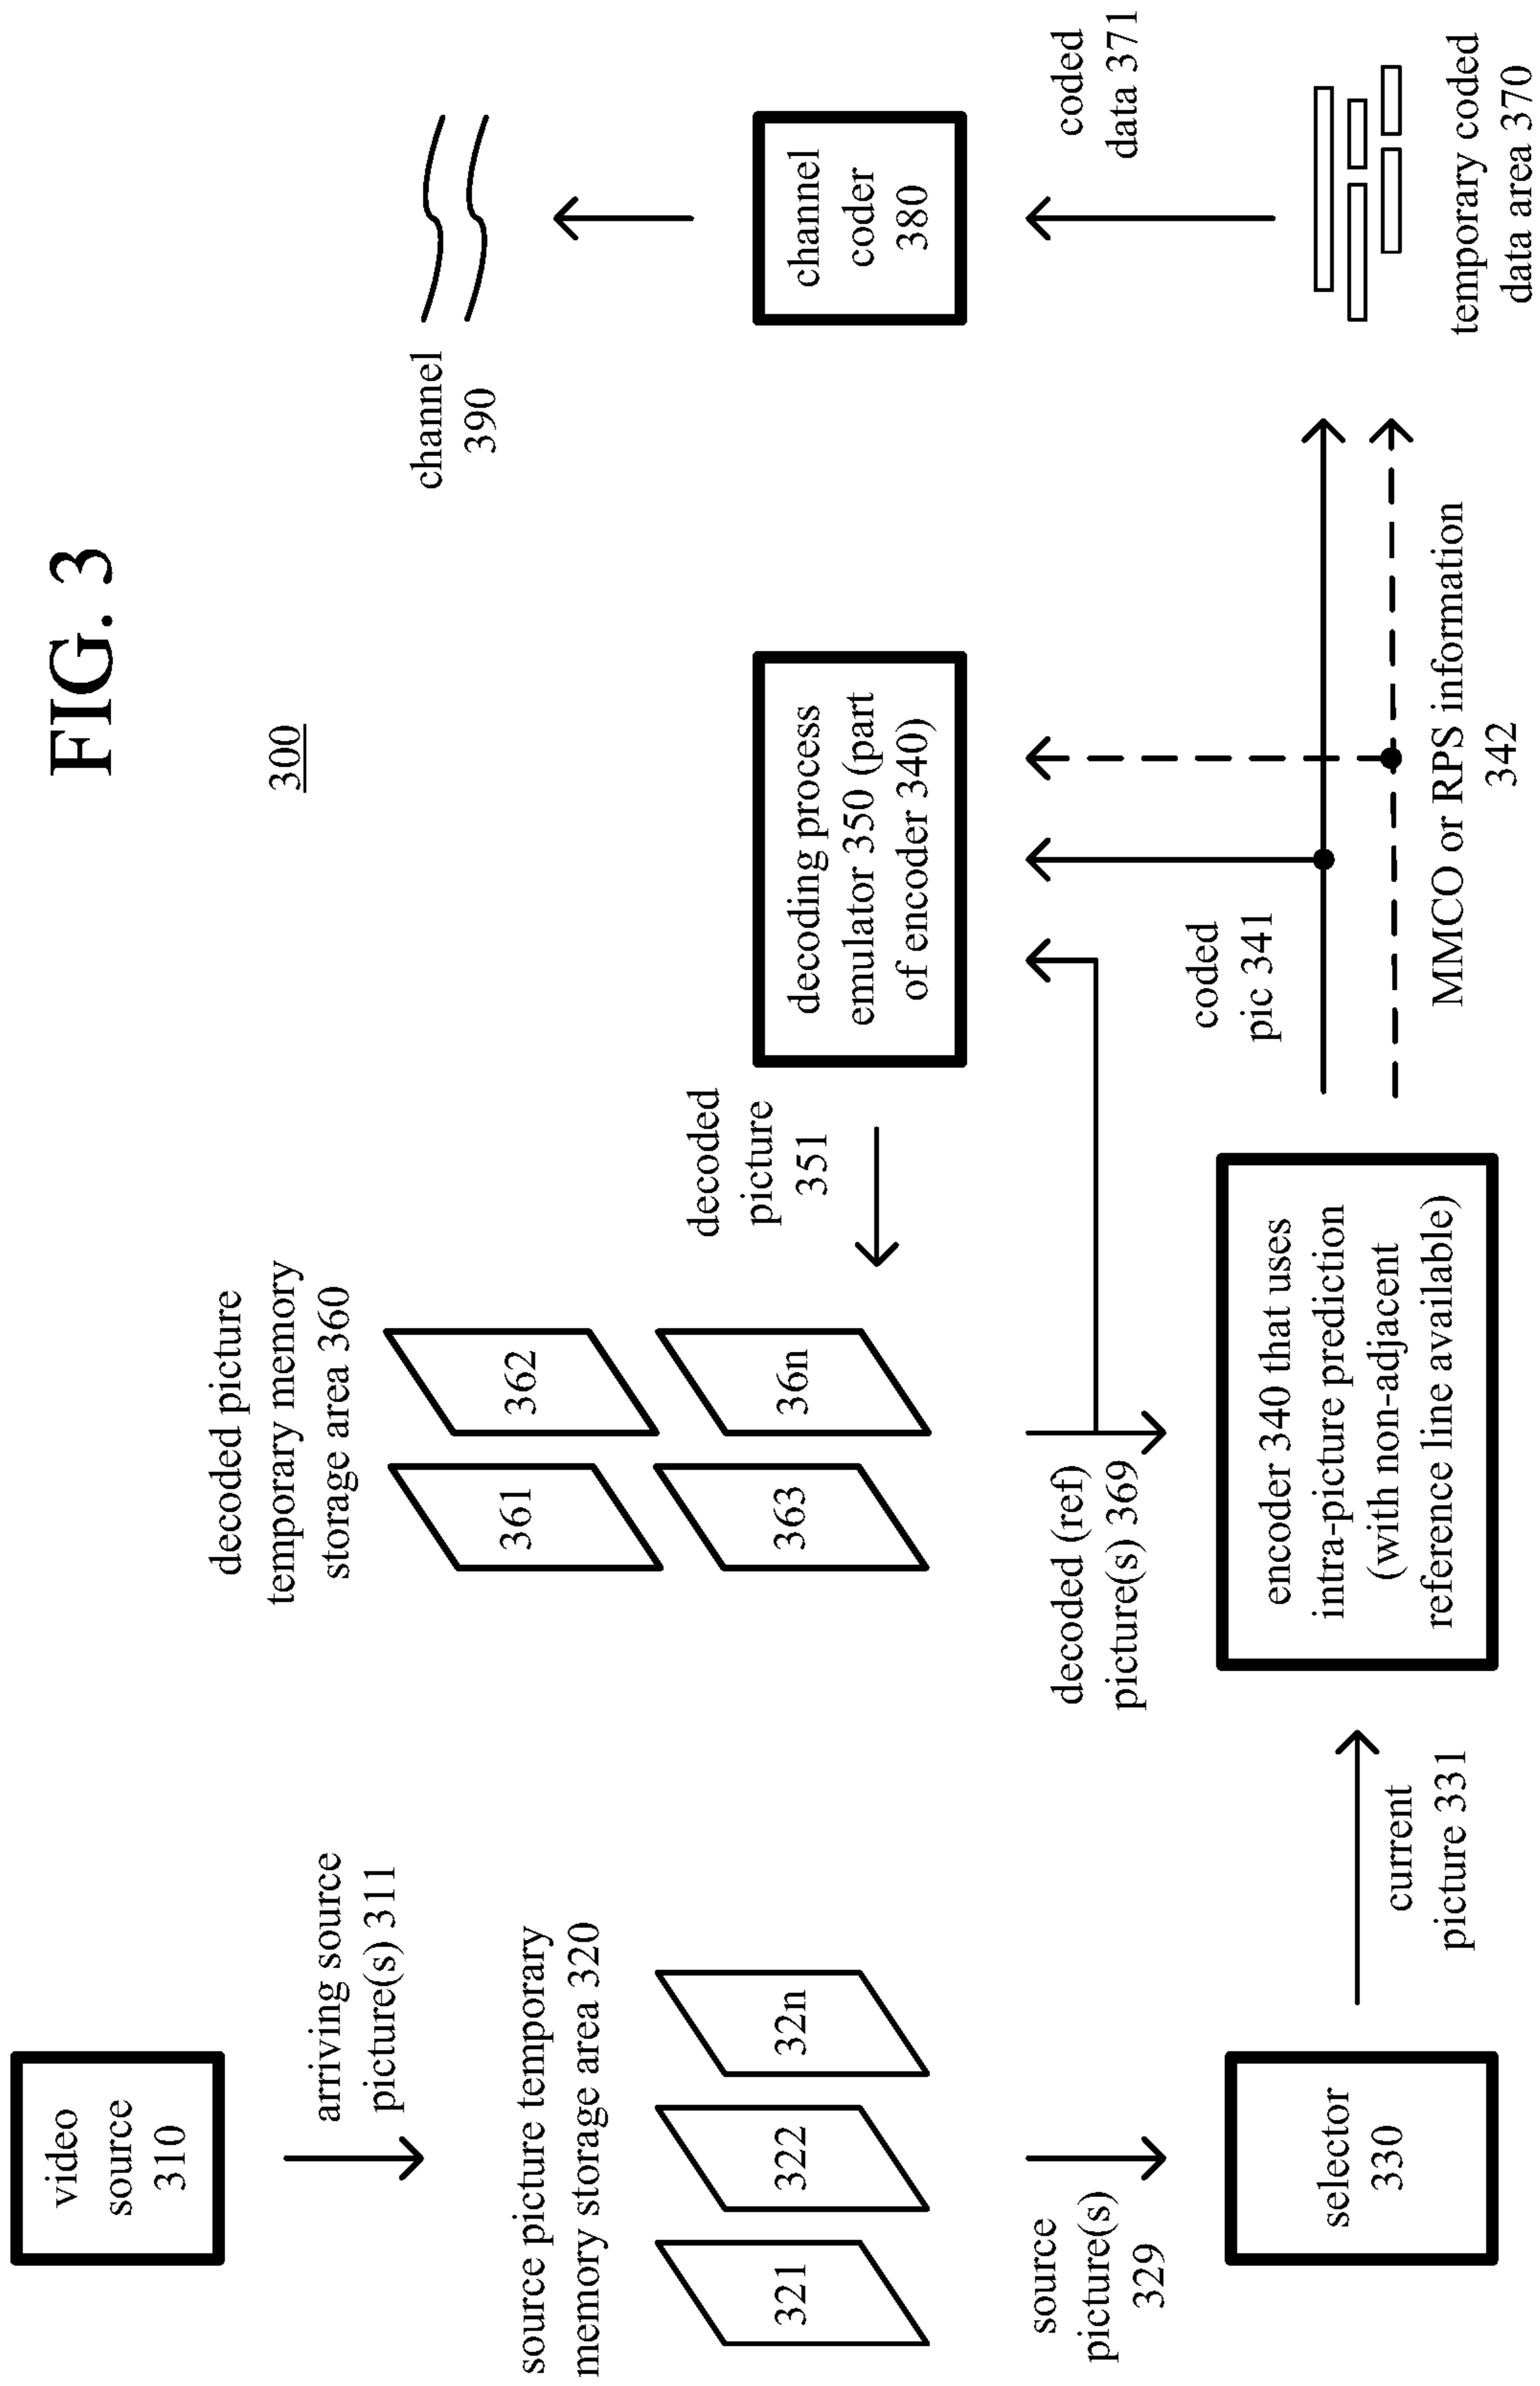 FIG. 3
300
video
source
310
arriving source
picture(s) 311
source picture temporary
memory storage area 320
321
322
32n
source
picture(s)
329
selector
330
current
picture 331
decoded picture
temporary memory
storage area 360
361
362
363
36n
decoded (ref)
picture(s) 369
encoder 340 that uses
intra-picture prediction
(with non-adjacent
reference line available)
decoded
picture
351
decoding process
emulator 350 (part
of encoder 340)
coded
pic 341
MMCO or RPS information
342
channel
390
channel
coder
380
coded
data 371
temporary coded
data area 370